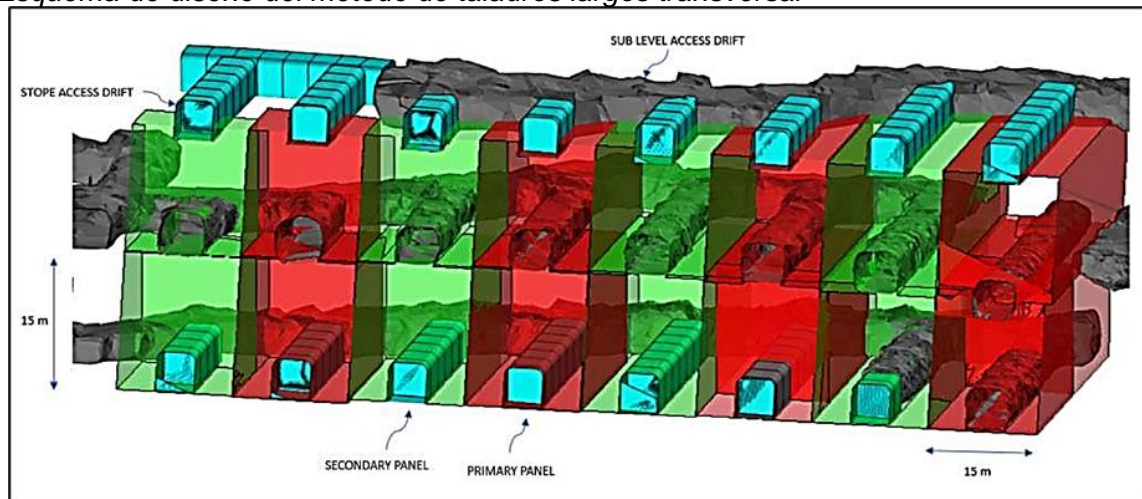 Esquema de diseño del método de taladros largos transversal
SUB LEVEL ACCESS DRIFT
STOPE ACCESS DRIFT
15 m
SECONDARY PANEL
PRIMARY PANEL
15 m